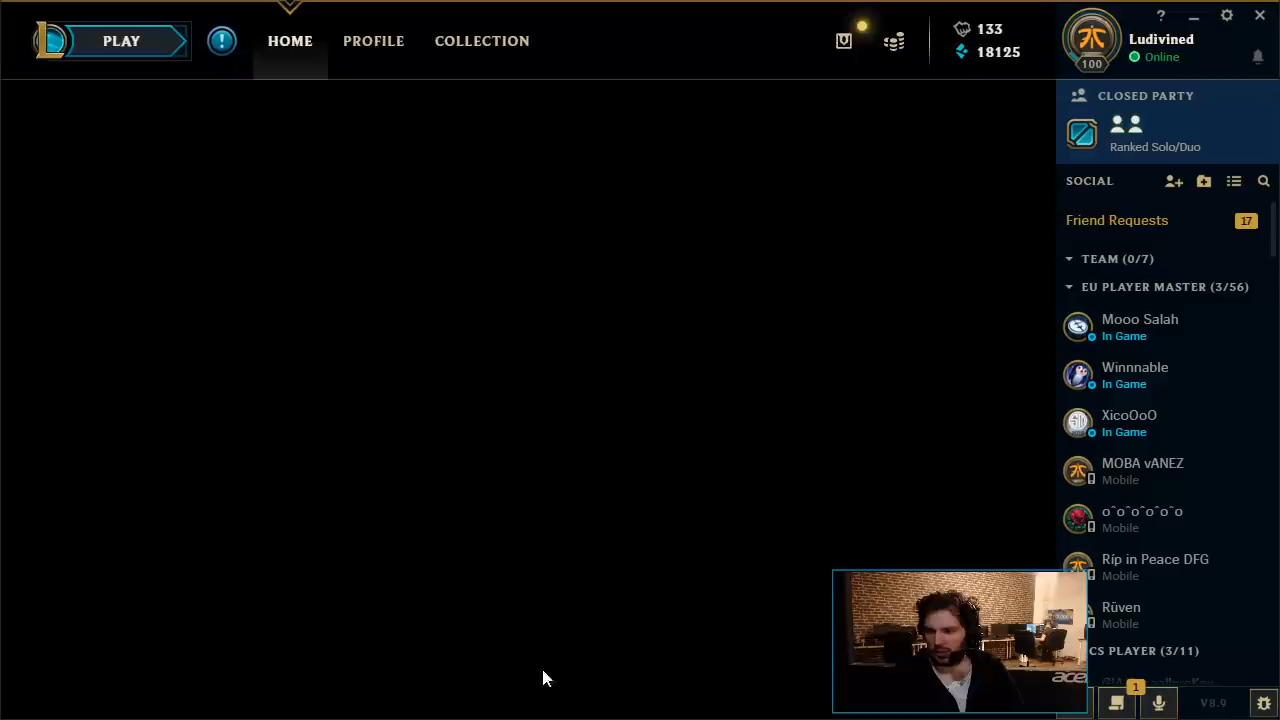 PLAY
HOME
PROFILE
COLLECTION
133
18125
?
100
Ludivined
Online
CLOSED PARTY
Ranked Solo/Duo
SOCIAL
Friend Requests
17
TEAM (0/7)
EU PLAYER MASTER (3/56)
Mooo Salah
In Game
Winnnable
In Game
XicoOoO
In Game
MOBA vANEZ
Mobile
o^o^o^o^o^o
Mobile
Ríp in Peace DFG
Mobile
Rüven
Mobile
CS PLAYER (3/11)
acer
1
V8.9